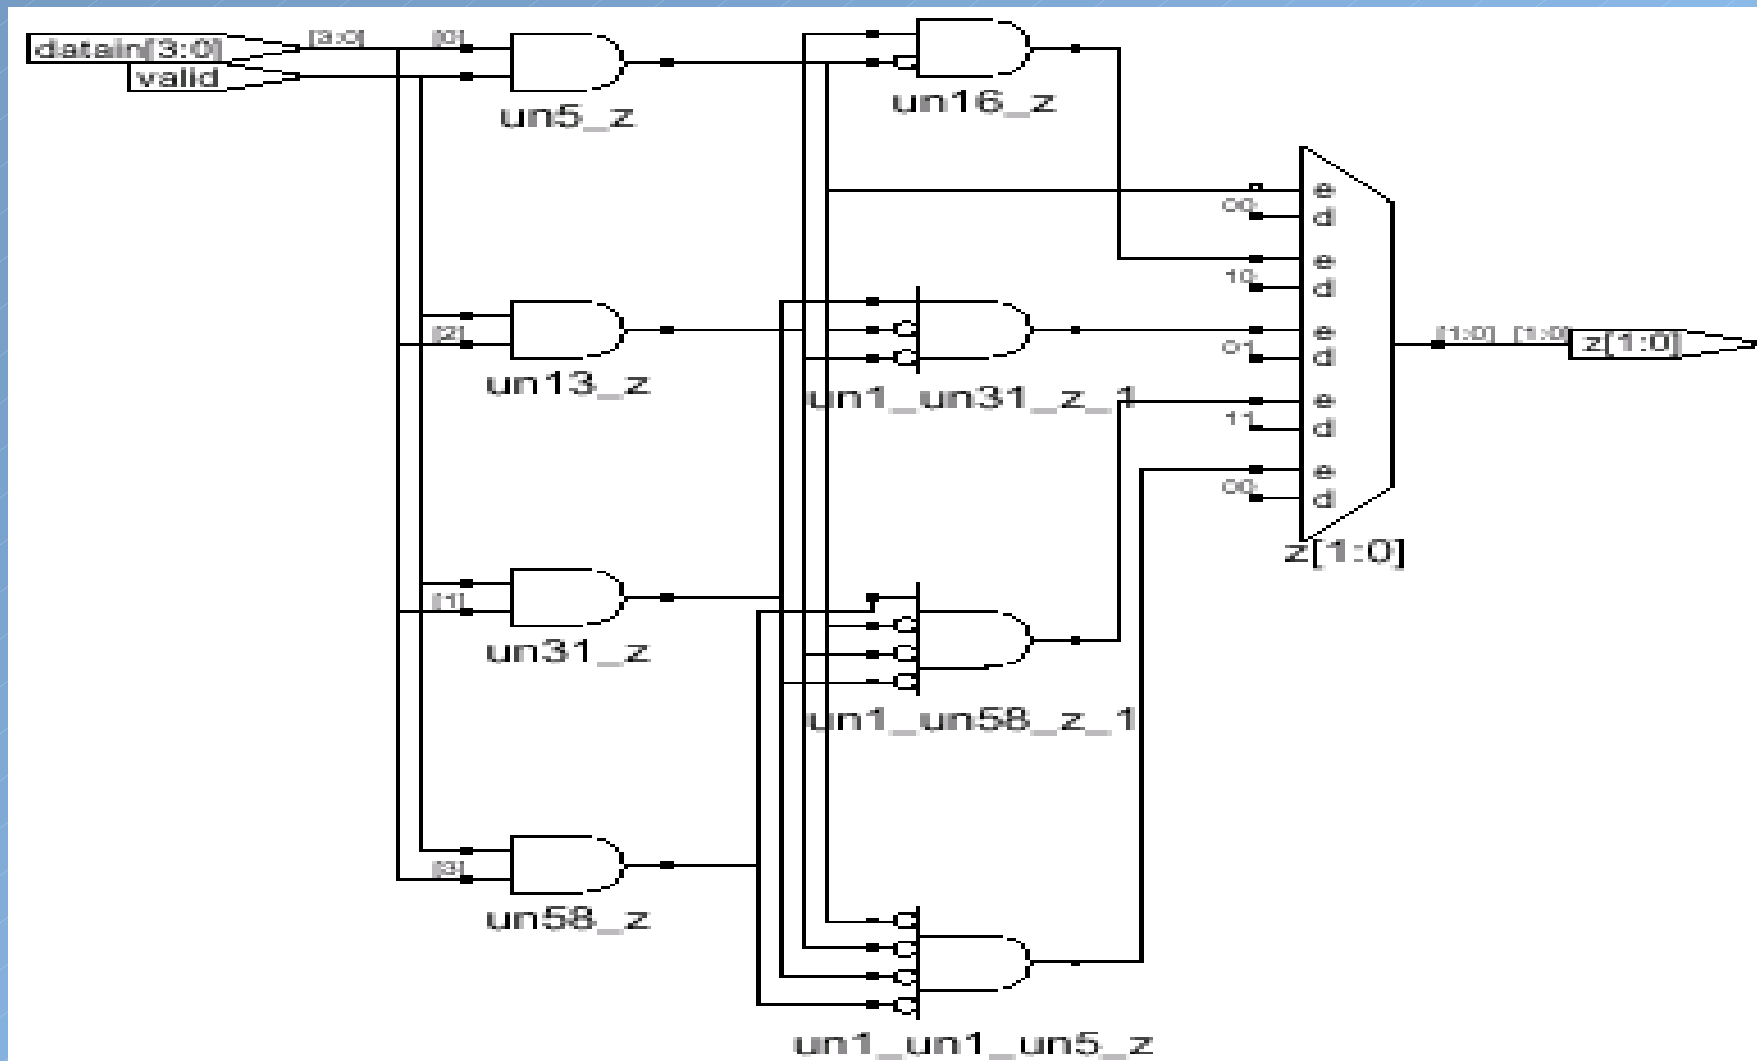 datain[3:0]
[3:0]
[0]
valid
un5_z
un16_z
e
00
d
e
10
d
[2]
un13_z
e
01
d
[1:0]
[1:0]
z[1:0]
un1_un31_z_1
e
11
d
e
00
d
z[1:0]
[1]
un31_z
un1_un58_z_1
[3]
un58_z
un1_un1_un5_z